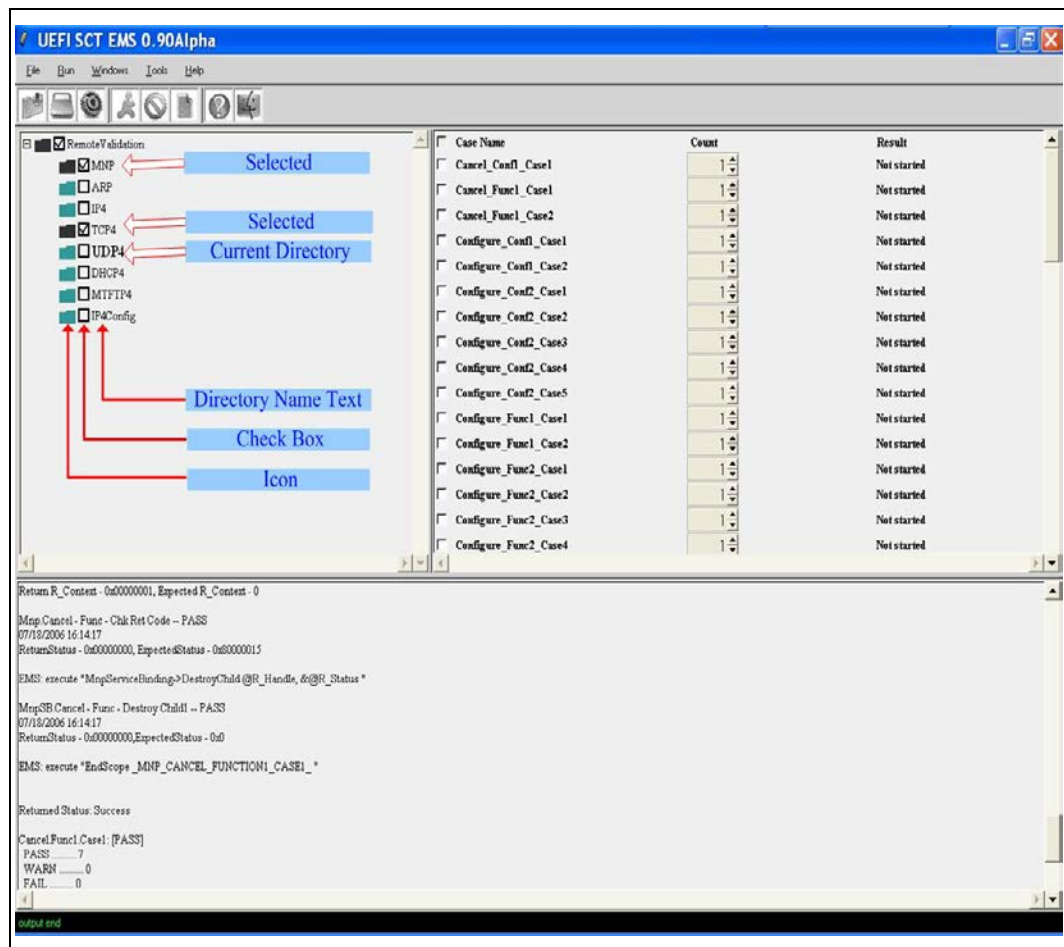 UEFI SCT EMS 0.90Alpha
File Run Windows Tools Help
RemoteValidation
MNP
Selected
ARP
IP4
TCP4
Selected
UDP4
Current Directory
DHCP4
MTFTP4
IP4Config
Directory Name Text
Check Box
Icon
Case Name Count Result
Cancel_Conf1_Case1 1 Not started
Cancel_Func1_Case1 1 Not started
Cancel_Func1_Case2 1 Not started
Configure_Conf1_Case1 1 Not started
Configure_Conf1_Case2 1 Not started
Configure_Conf2_Case1 1 Not started
Configure_Conf2_Case2 1 Not started
Configure_Conf2_Case3 1 Not started
Configure_Conf2_Case4 1 Not started
Configure_Conf2_Case5 1 Not started
Configure_Func1_Case1 1 Not started
Configure_Func1_Case2 1 Not started
Configure_Func2_Case1 1 Not started
Configure_Func2_Case2 1 Not started
Configure_Func2_Case3 1 Not started
Configure_Func2_Case4 1 Not started
Return R_Context - 0x00000001, Expected R_Context - 0
Mnp.Cancel - Func - Chk Ret Code -- PASS
07/18/2006 16:14:17
ReturnStatus - 0x00000000, ExpectedStatus - 0x80000015
EMS: execute "MnpServiceBinding->DestroyChild @R_Handle, &@R_Status "
MnpSB.Cancel - Func - Destroy Child1 -- PASS
07/18/2006 16:14:17
ReturnStatus - 0x00000000,ExpectedStatus - 0x0
EMS: execute "EndScope _MNP_CANCEL_FUNCTION1_CASE1_ "
Returned Status: Success
Cancel.Func1.Case1: [PASS]
PASS ......... 7
WARN ......... 0
FAIL ......... 0
output end